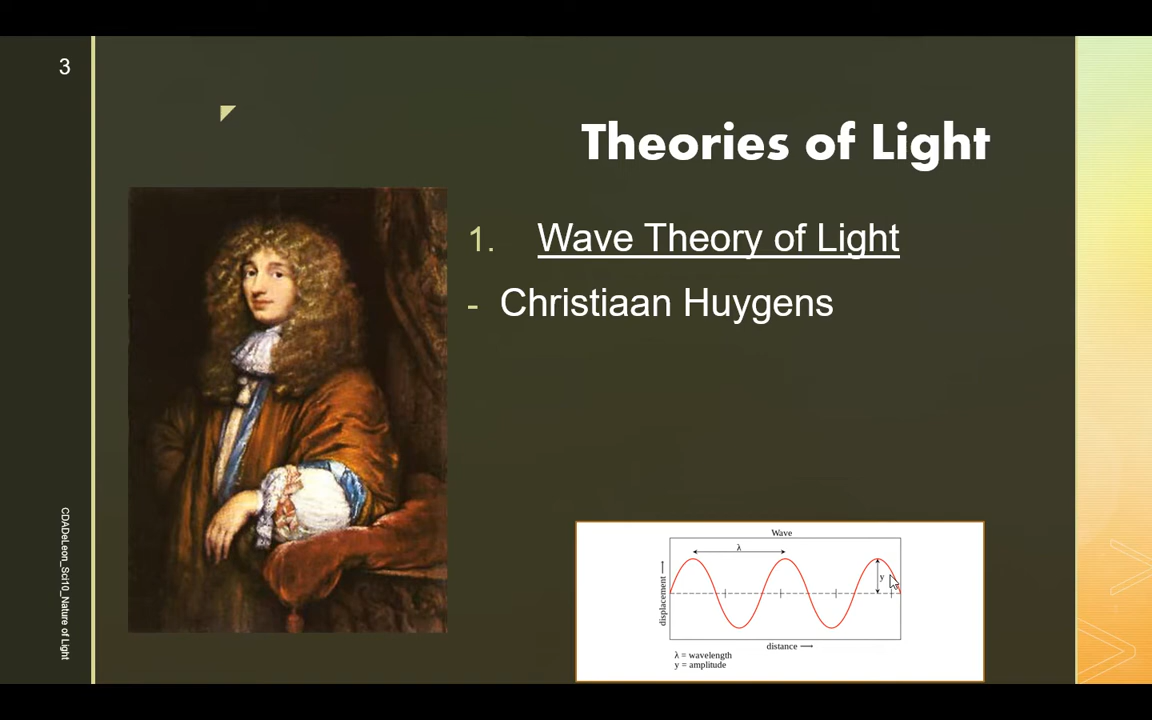 3
Theories of Light
1. Wave Theory of Light
- Christiaan Huygens
Wave
λ
y
displacement
distance
λ = wavelength
y = amplitude
CDADeLeon_Sci10_Nature of Light